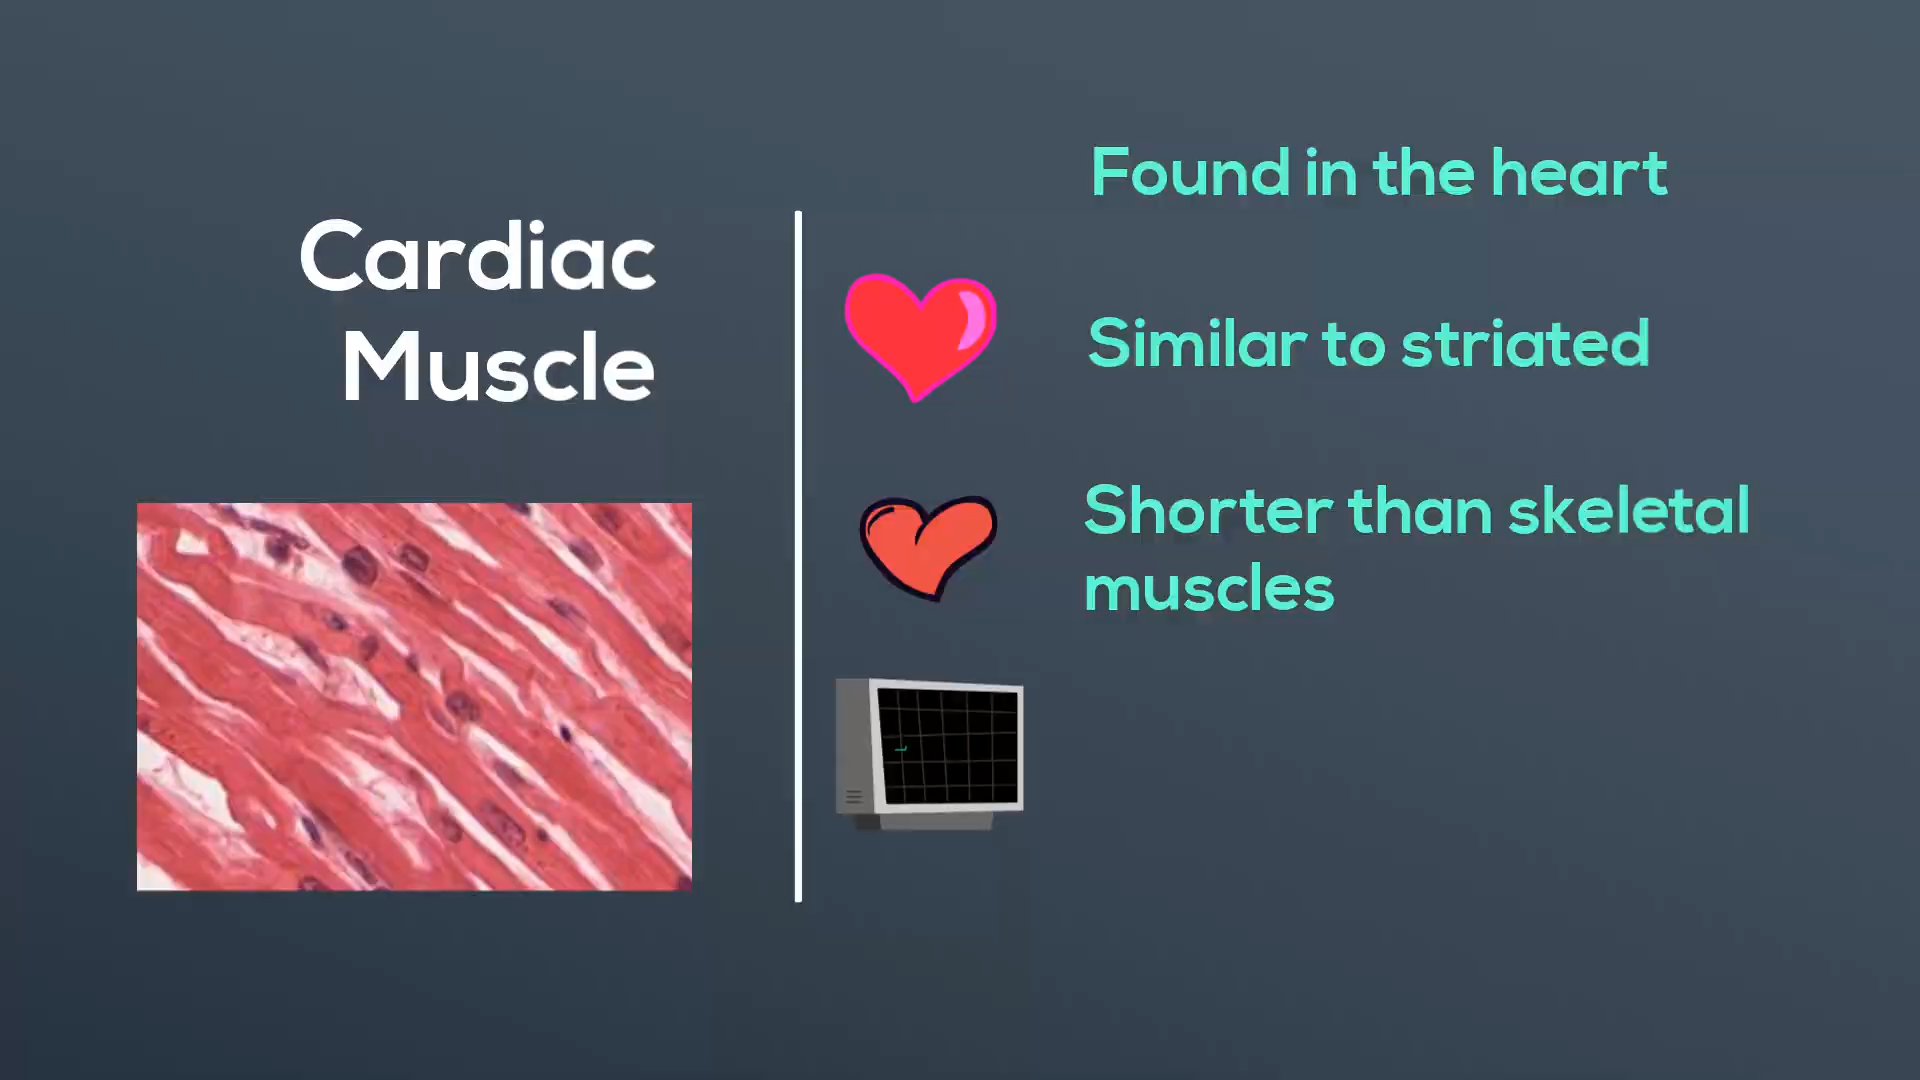 Cardiac
Muscle
Found in the heart
Similar to striated
Shorter than skeletal
muscles